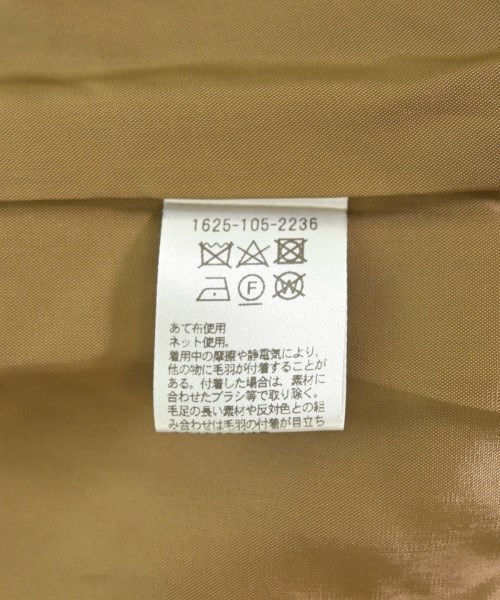 1625-105-2236
F W
あて布使用
ネット使用。
着用中の摩擦や静電気により、
他の物に毛羽が付着することが
ある。付着した場合は、素材に
合わせたブラシ等で取り除く。
毛足の長い素材や反対色との組
み合わせは毛羽の付着が目立ち